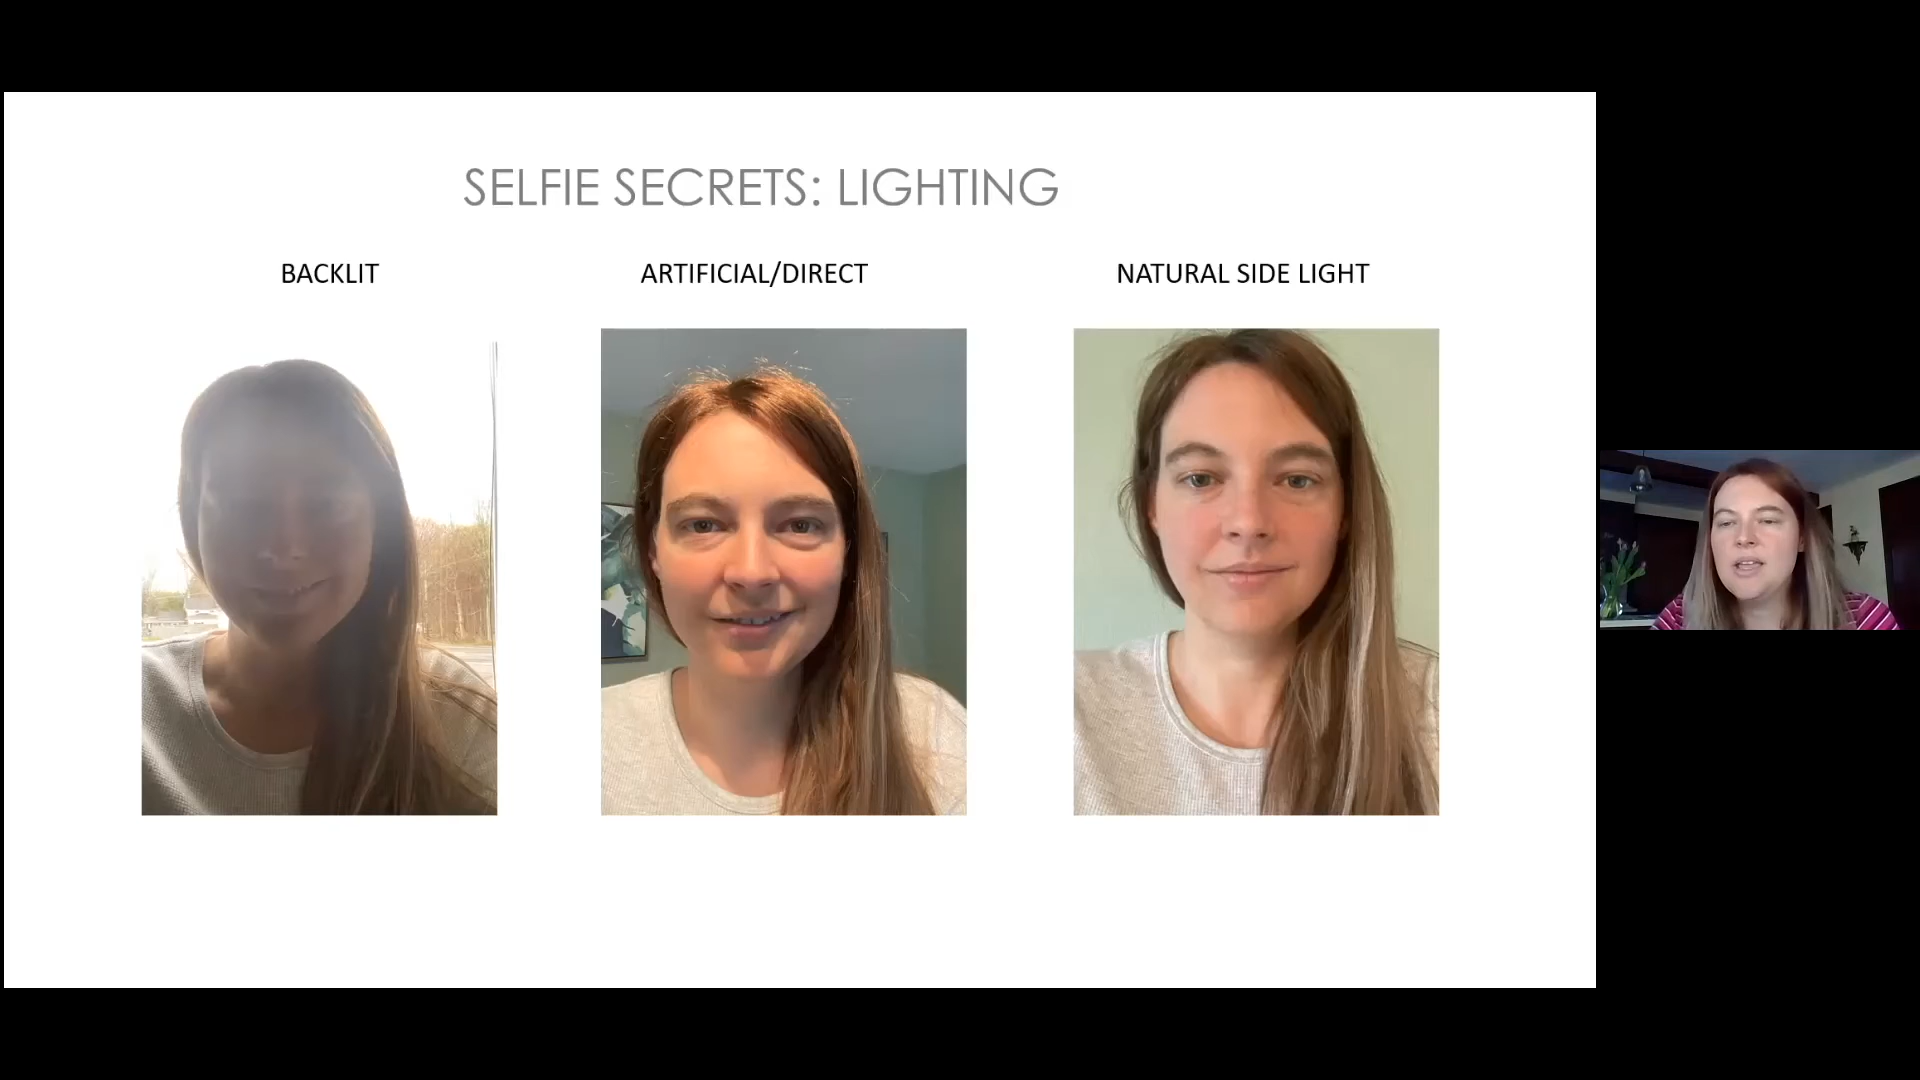 SELFIE SECRETS: LIGHTING
BACKLIT
ARTIFICIAL/DIRECT
NATURAL SIDE LIGHT